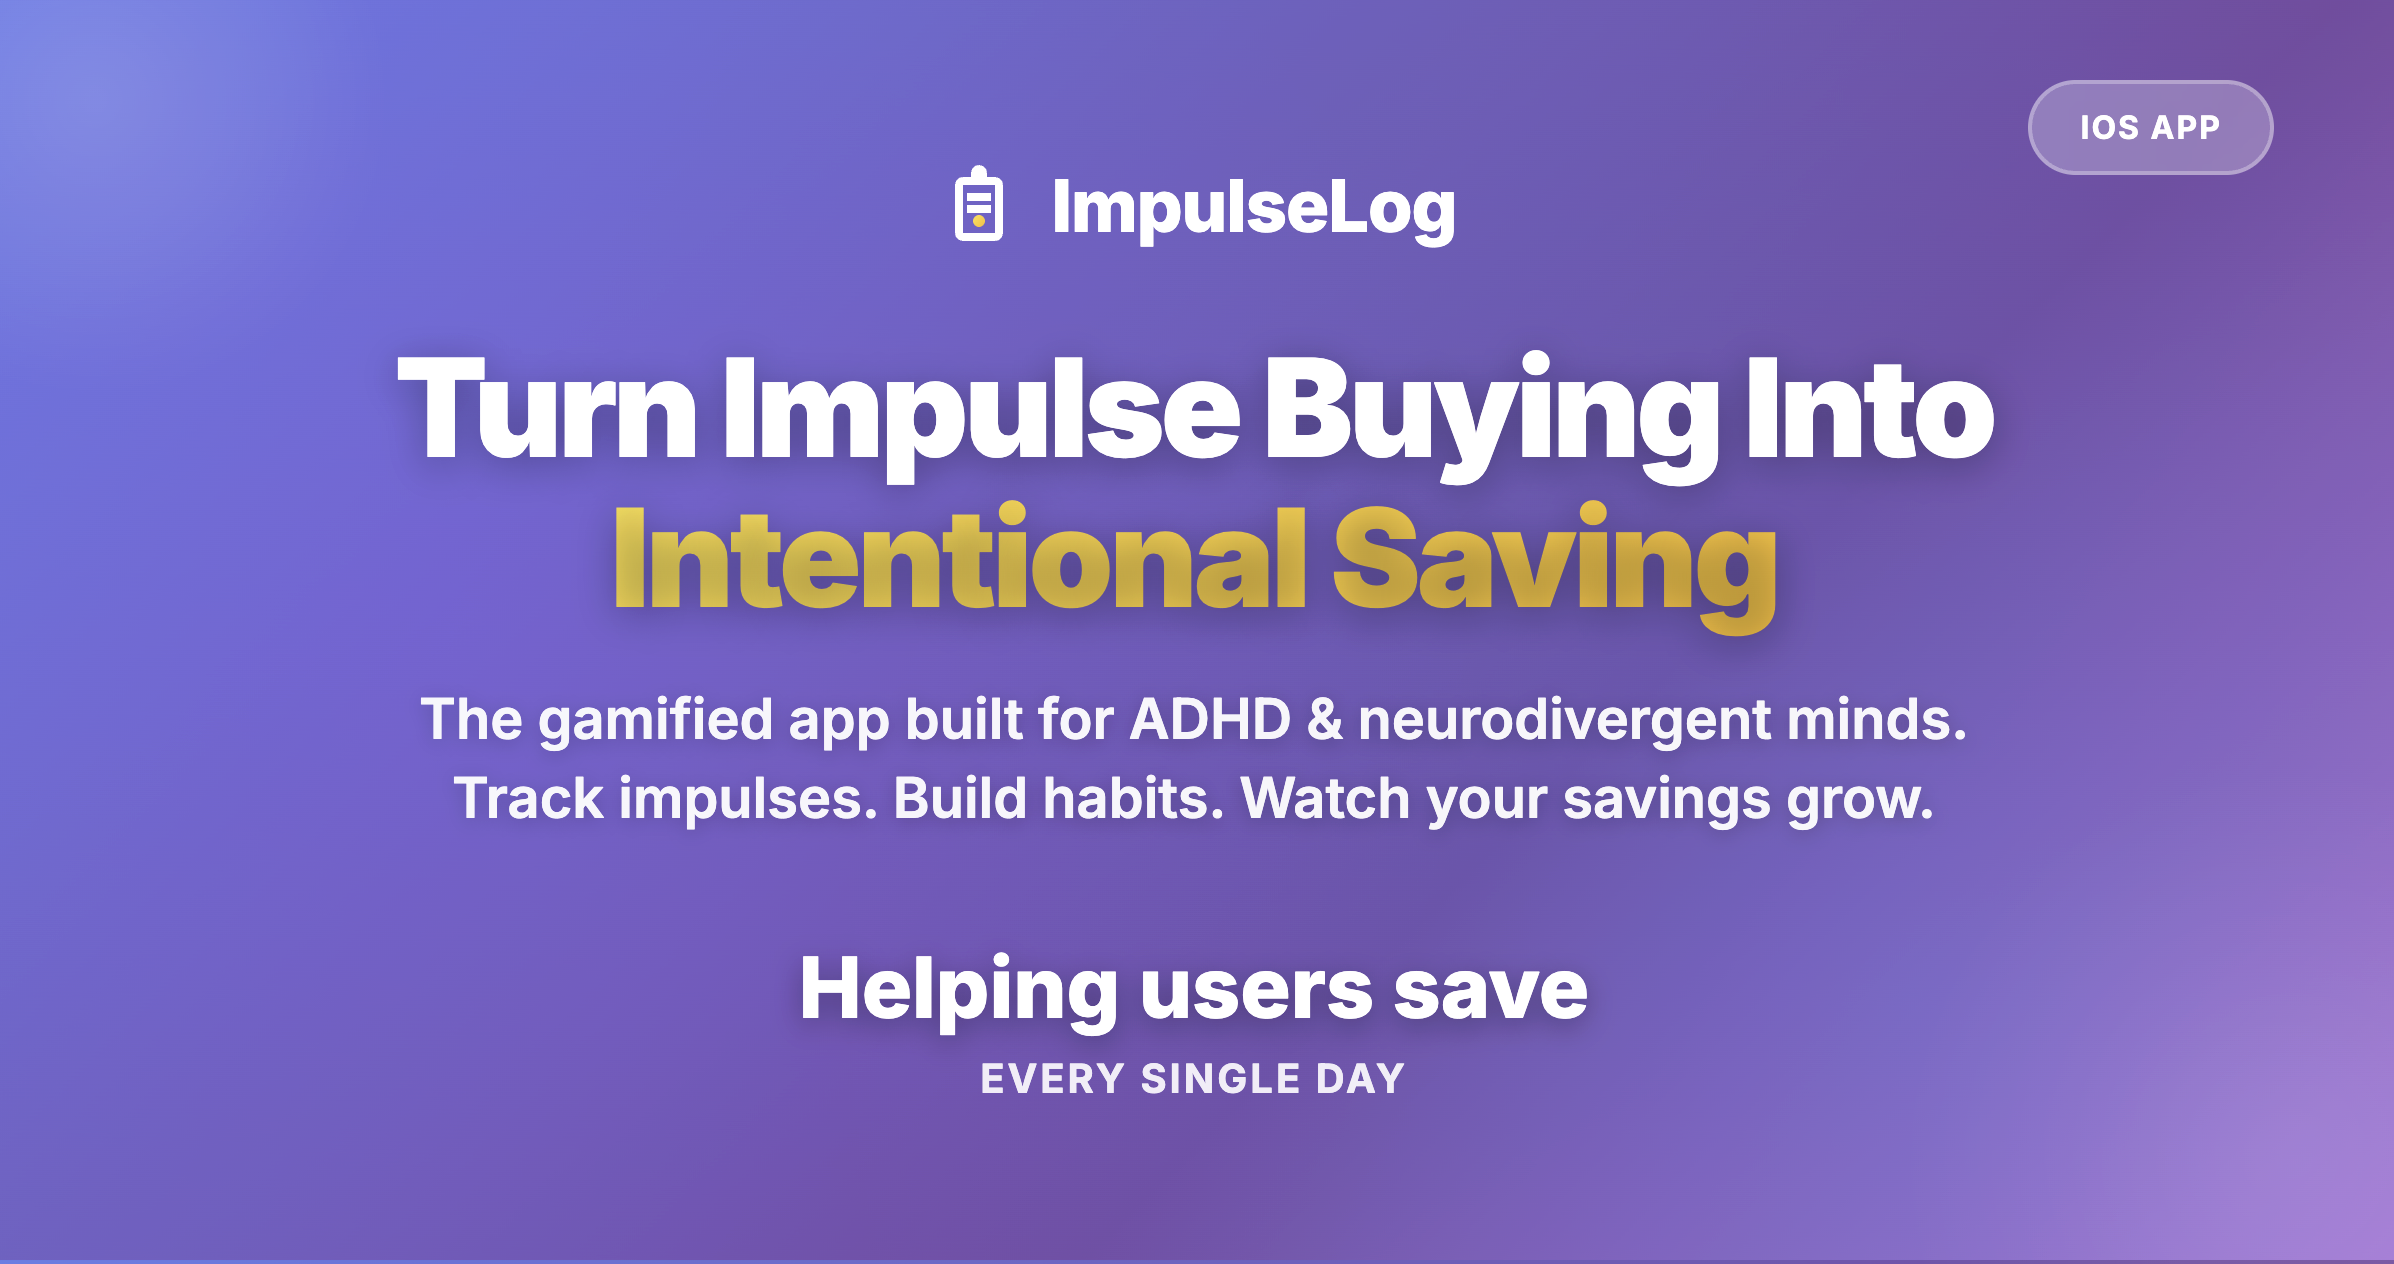 IOS APP
ImpulseLog
Turn Impulse Buying Into
Intentional Saving
The gamified app built for ADHD & neurodivergent minds.
Track impulses. Build habits. Watch your savings grow.
Helping users save
EVERY SINGLE DAY